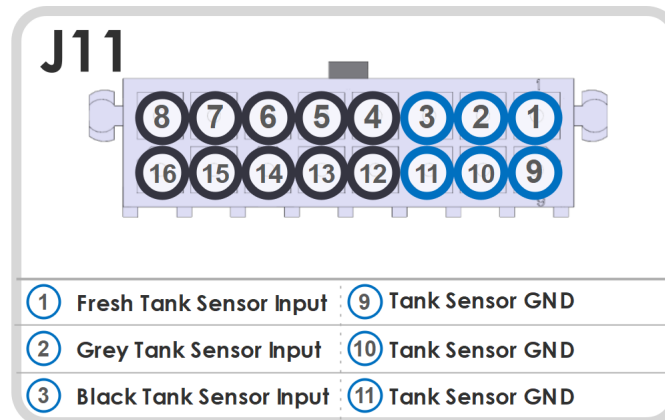 J11
8 7 6 5 4 3 2 1
16 15 14 13 12 11 10 9
1 Fresh Tank Sensor Input 9 Tank Sensor GND
2 Grey Tank Sensor Input 10 Tank Sensor GND
3 Black Tank Sensor Input 11 Tank Sensor GND